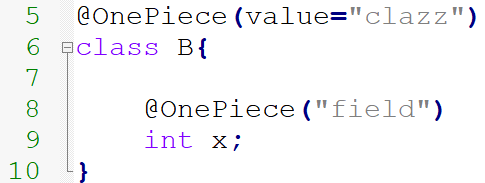 5 @OnePiece(value="clazz")
6 class B{
7
8 @OnePiece("field")
9 int x;
10 }